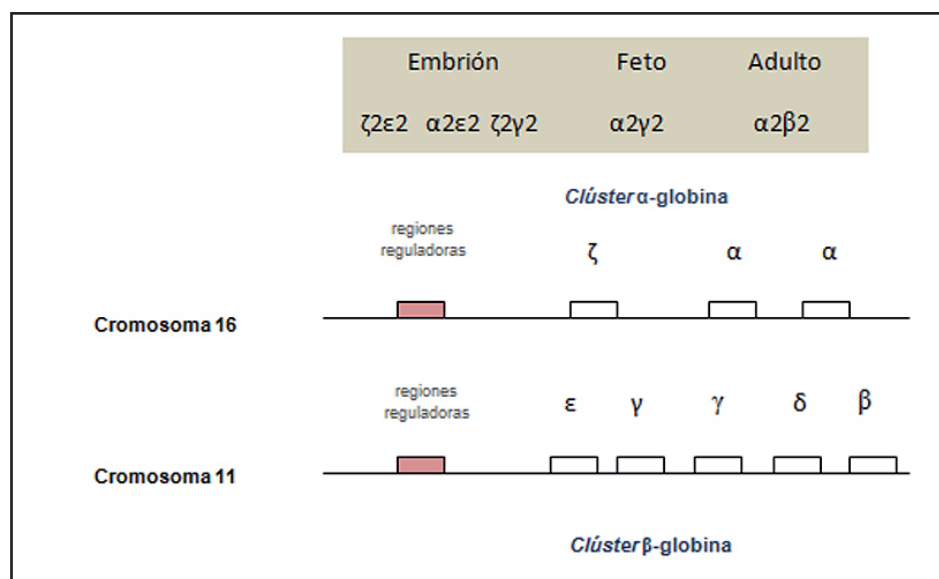 Embrión Feto Adulto
ζ2ε2 α2ε2 ζ2γ2 α2γ2 α2β2
Clúster α-globina
regiones
reguladoras
ζ α α
Cromosoma 16
regiones
reguladoras
ε γ γ δ β
Cromosoma 11
Clúster β-globina